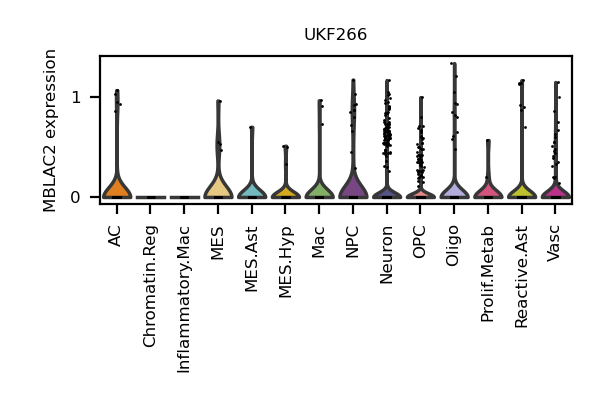 UKF266
MBLAC2 expression
1
0
AC
Chromatin.Reg
Inflammatory.Mac
MES
MES.Ast
MES.Hyp
Mac
NPC
Neuron
OPC
Oligo
Prolif.Metab
Reactive.Ast
Vasc